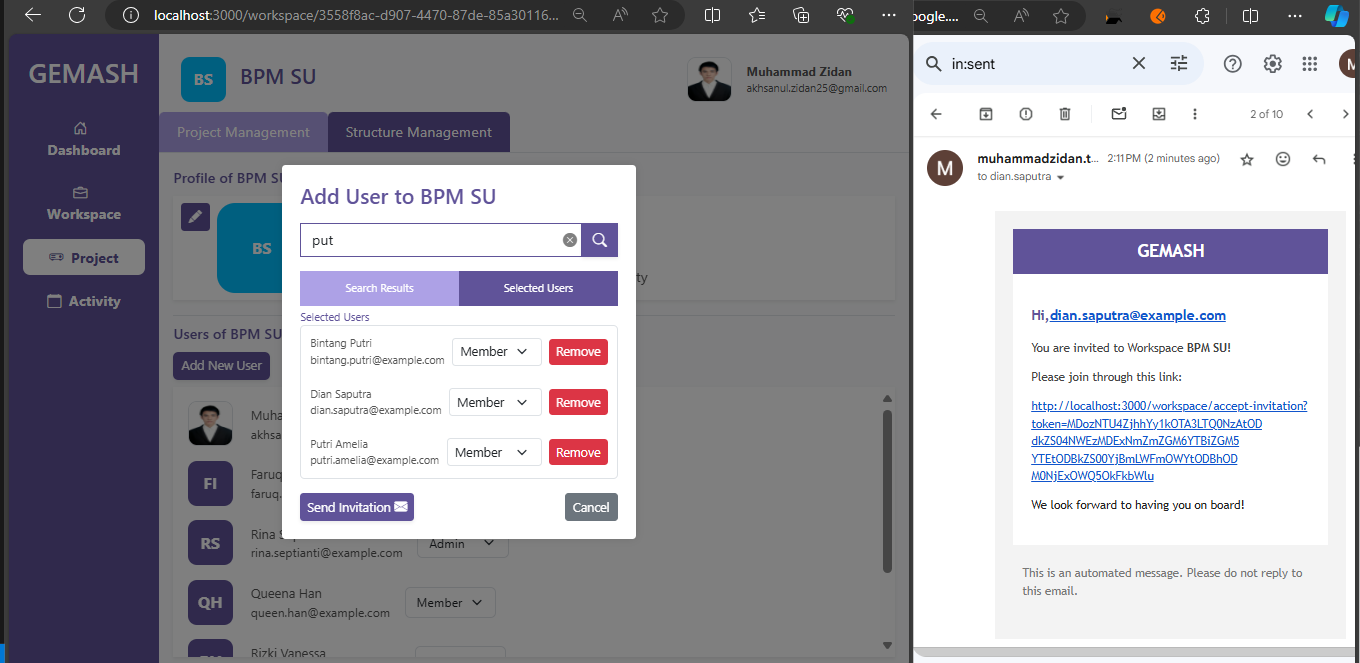 localhost:3000/workspace/3558f8ac-d907-4470-87de-85a30116...
GEMASH
Dashboard
Workspace
Project
Activity
BS
BPM SU
Muhammad Zidan
akhsanul.zidan25@gmail.com
Project Management
Structure Management
Profile of BPM SU
BS
ty
Users of BPM SU
Add New User
Muha
akhsa
FI
Faruq
faruq.
RS
Rina S
rina.septianti@example.com
Admin
QH
Queena Han
queen.han@example.com
Member
Rizki Vanessa
Add User to BPM SU
put
Search Results
Selected Users
Selected Users
Bintang Putri
bintang.putri@example.com
Member
Remove
Dian Saputra
dian.saputra@example.com
Member
Remove
Putri Amelia
putri.amelia@example.com
Member
Remove
Send Invitation
Cancel
oogle....
in:sent
M
2 of 10
M
muhammadzidan.t...
2:11 PM (2 minutes ago)
to dian.saputra
GEMASH
Hi,dian.saputra@example.com
You are invited to Workspace BPM SU!
Please join through this link:
http://localhost:3000/workspace/accept-invitation?
token=MDozNTU4ZjhhYy1kOTA3LTQ0NzAtOD
dkZS04NWEzMDExNmZmZGM6YTBiZGM5
YTEtODBkZS00YjBmLWFmOWYtODBhOD
M0NjExOWQ5OkFkbWlu
We look forward to having you on board!
This is an automated message. Please do not reply to
this email.